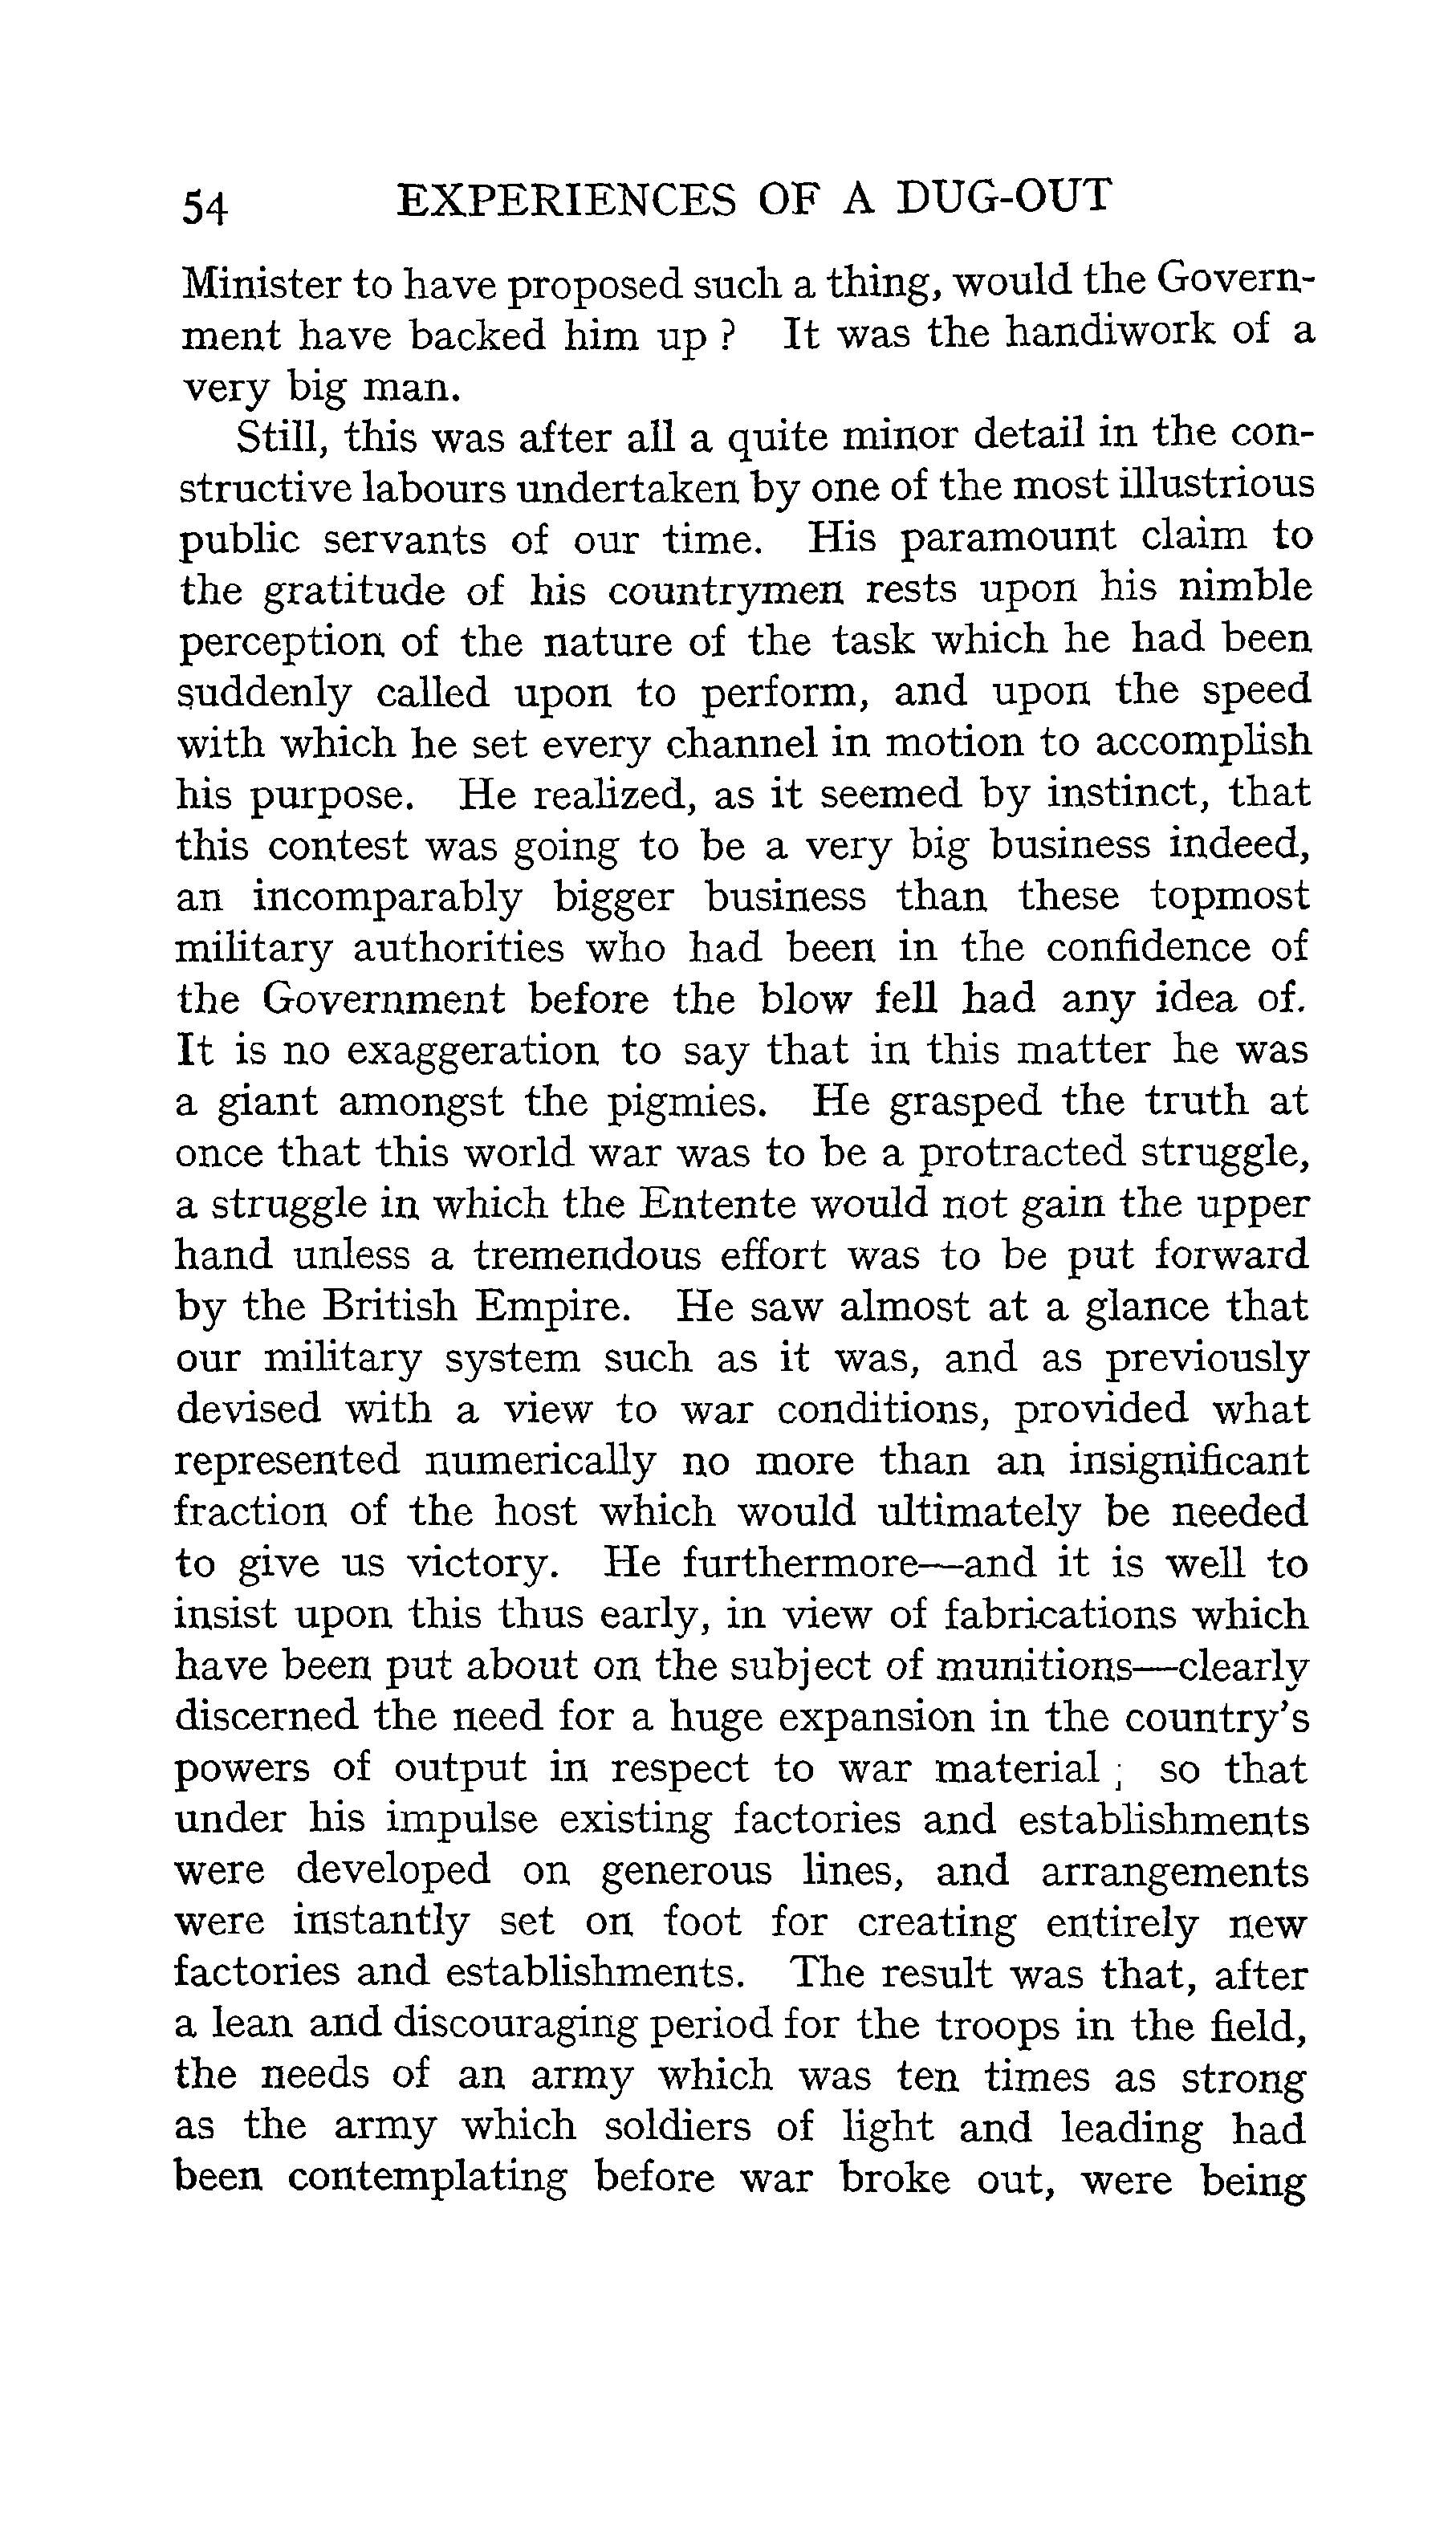 54 EXPERIENCES OF A DUG-OUT
Minister to have proposed such a thing, would the Govern-
ment have backed him up ? It was the handiwork of a
very big man.
Still, this was after all a quite minor detail in the con-
structive labours undertaken by one of the most illustrious
public servants of our time. His paramount claim to
the gratitude of his countrymen rests upon his nimble
perception of the nature of the task which he had been
suddenly called upon to perform, and upon the speed
with which he set every channel in motion to accomplish
his purpose. He realized, as it seemed by instinct, that
this contest was going to be a very big business indeed,
an incomparably bigger business than these topmost
military authorities who had been in the confidence of
the Government before the blow fell had any idea of.
It is no exaggeration to say that in this matter he was
a giant amongst the pigmies. He grasped the truth at
once that this world war was to be a protracted struggle,
a struggle in which the Entente would not gain the upper
hand unless a tremendous effort was to be put forward
by the British Empire. He saw almost at a glance that
our military system such as it was, and as previously
devised with a view to war conditions, provided what
represented numerically no more than an insignificant
fraction of the host which would ultimately be needed
to give us victory. He furthermore—and it is well to
insist upon this thus early, in view of fabrications which
have been put about on the subject of munitions—clearly
discerned the need for a huge expansion in the country's
powers of output in respect to war material ; so that
under his impulse existing factories and establishments
were developed on generous lines, and arrangements
were instantly set on foot for creating entirely new
factories and establishments. The result was that, after
a lean and discouraging period for the troops in the field,
the needs of an army which was ten times as strong
as the army which soldiers of light and leading had
been contemplating before war broke out, were being